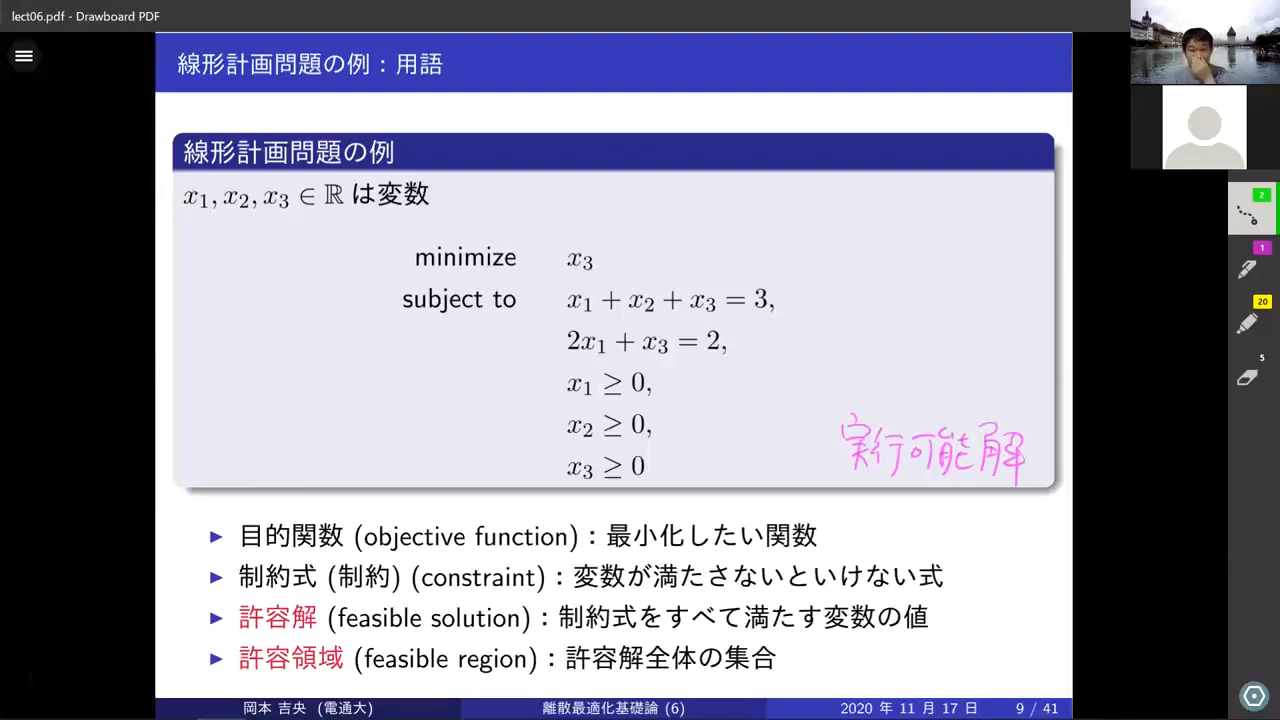 lect06.pdf - Drawboard PDF
線形計画問題の例：用語
線形計画問題の例
x₁, x₂, x₃ ∈ ℝ は変数
minimize x₃
subject to x₁ + x₂ + x₃ = 3,
2x₁ + x₃ = 2,
x₁ ≥ 0,
x₂ ≥ 0,
x₃ ≥ 0
実行可能解
▶ 目的関数 (objective function)：最小化したい関数
▶ 制約式 (制約) (constraint)：変数が満たさないといけない式
▶ 許容解 (feasible solution)：制約式をすべて満たす変数の値
▶ 許容領域 (feasible region)：許容解全体の集合
岡本 吉央 (電通大) 離散最適化基礎論 (6) 2020 年 11 月 17 日 9 / 41
2
1
20
5